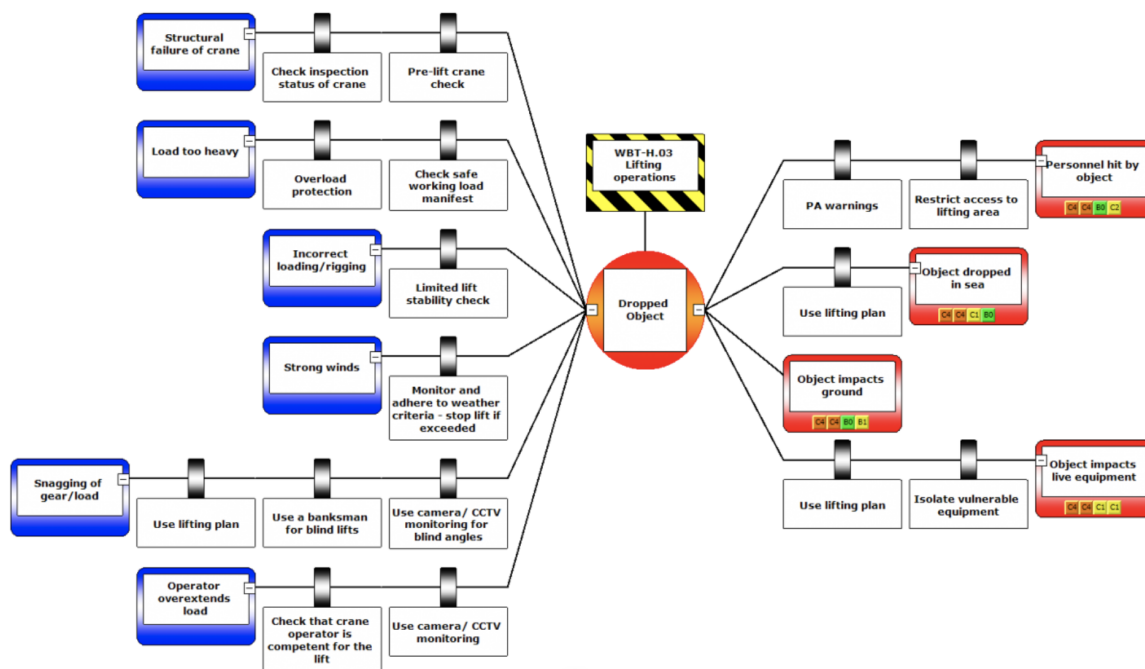 Structural
failure of crane
Check inspection
status of crane
Pre-lift crane
check
Load too heavy
Overload
protection
Check safe
working load
manifest
Incorrect
loading/rigging
Limited lift
stability check
Strong winds
Monitor and
adhere to weather
criteria - stop lift if
exceeded
Snagging of
gear/load
Use lifting plan
Use a banksman
for blind lifts
Use camera/ CCTV
monitoring for
blind angles
Operator
overextends
load
Check that crane
operator is
competent for the
lift
Use camera/ CCTV
monitoring
WBT-H.03
Lifting
operations
Dropped
Object
PA warnings
Restrict access to
lifting area
Personnel hit by
object
C4 C4 B0 C2
Use lifting plan
Object dropped
in sea
C4 C4 C1 B0
Object impacts
ground
C4 C4 B0 B1
Use lifting plan
Isolate vulnerable
equipment
Object impacts
live equipment
C4 C4 C1 C1